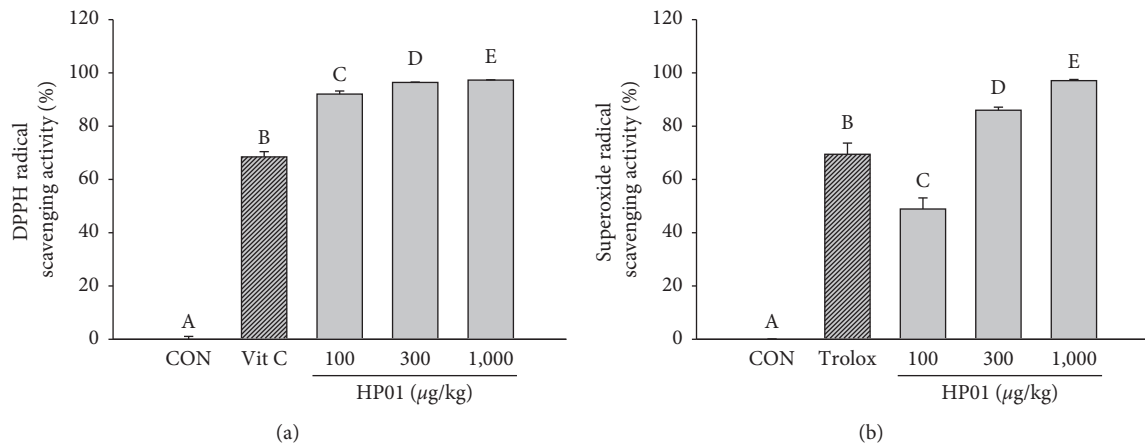 DPPH radical
scavenging activity (%)
120
100
80
60
40
20
0
A
B
C
D
E
CON
Vit C
100
300
1,000
HP01 (µg/kg)
(a)
Superoxide radical
scavenging activity (%)
120
100
80
60
40
20
0
A
B
C
D
E
CON
Trolox
100
300
1,000
HP01 (µg/kg)
(b)